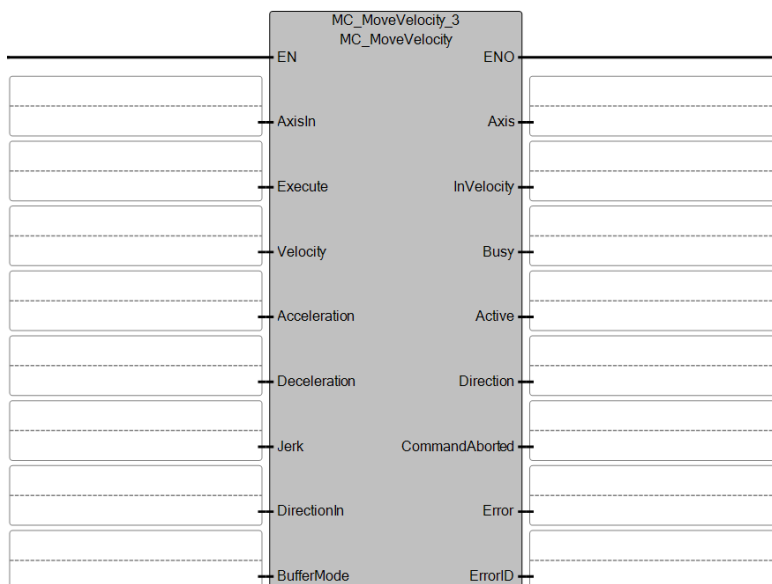 MC_MoveVelocity_3
MC_MoveVelocity
EN ENO
AxisIn Axis
Execute InVelocity
Velocity Busy
Acceleration Active
Deceleration Direction
Jerk CommandAborted
DirectionIn Error
BufferMode ErrorID